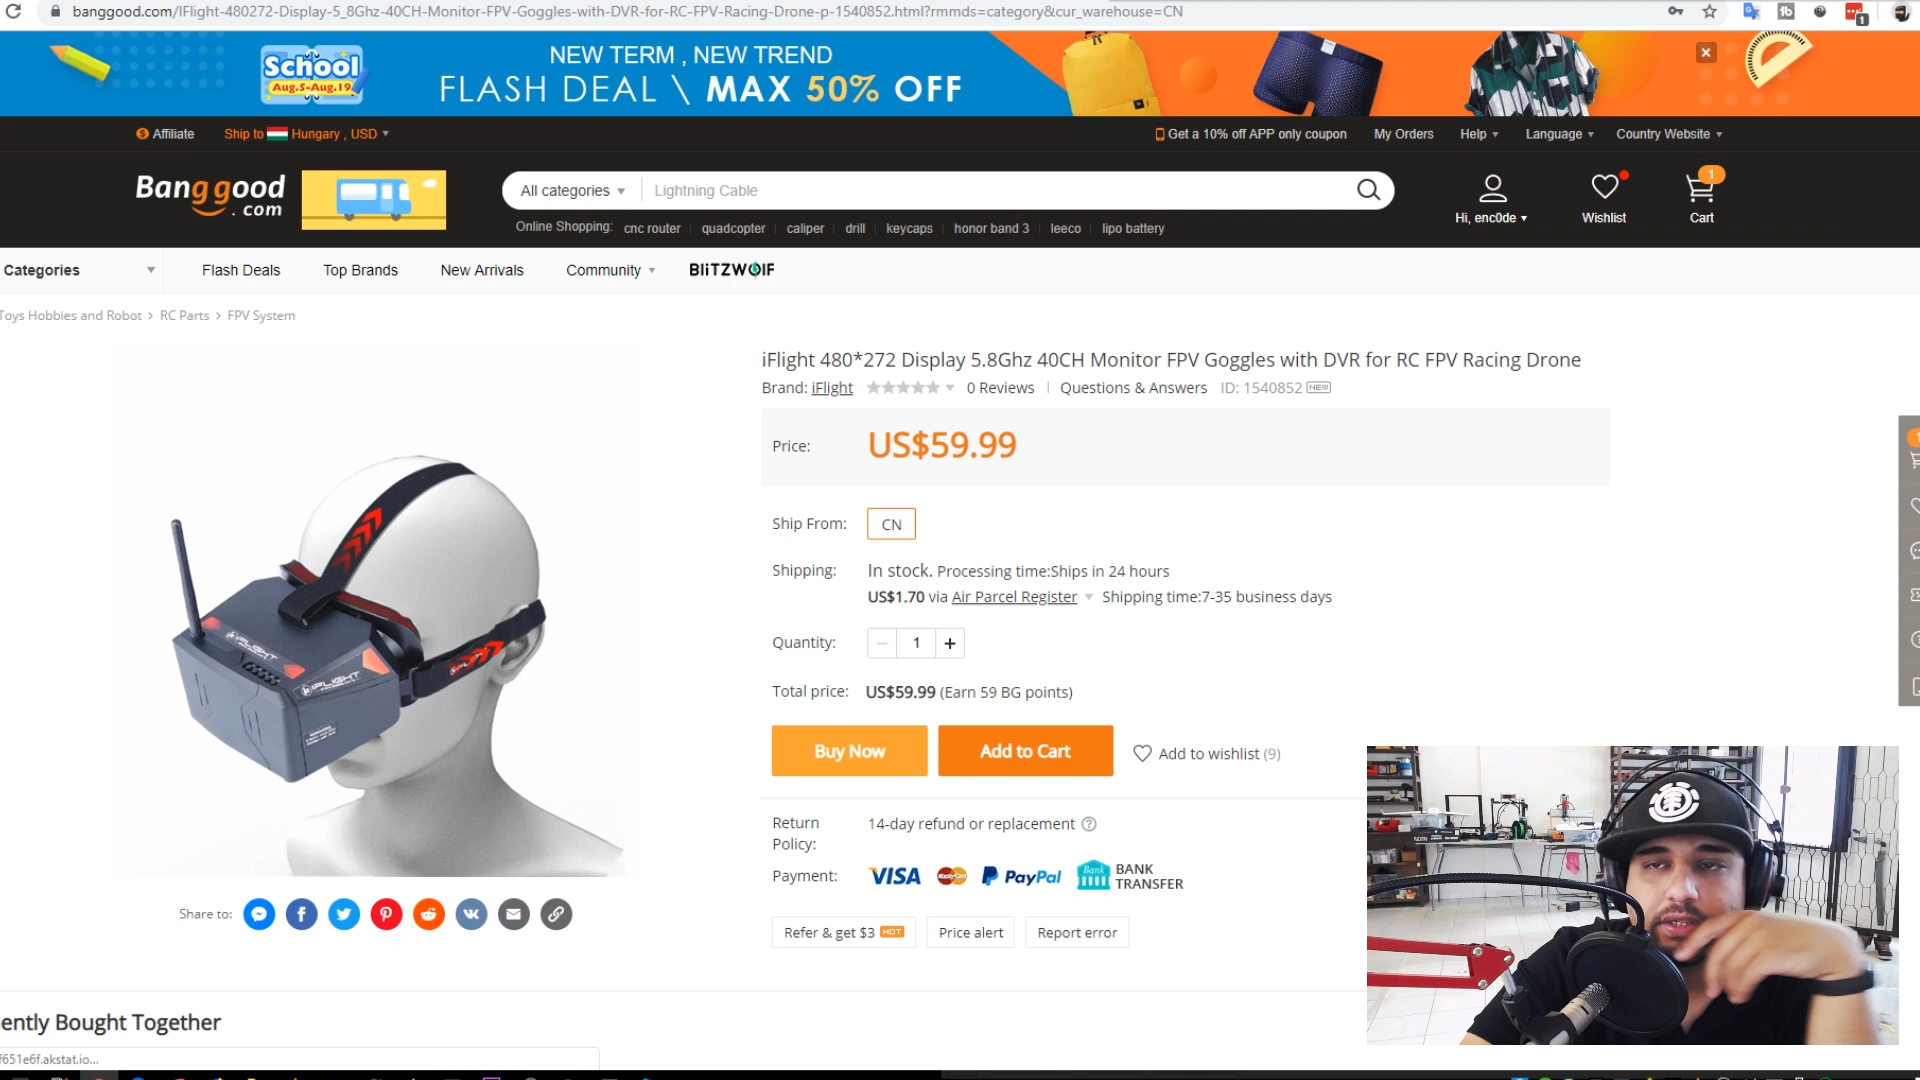 banggood.com/IFlight-480272-Display-5_8Ghz-40CH-Monitor-FPV-Goggles-with-DVR-for-RC-FPV-Racing-Drone-p-1540852.html?rmmds=category&cur_warehouse=CN
School
Aug.5-Aug.19
NEW TERM , NEW TREND
FLASH DEAL \ MAX 50% OFF
Affiliate
Ship to Hungary , USD
Get a 10% off APP only coupon
My Orders
Help
Language
Country Website
Banggood
.com
All categories
Lightning Cable
Online Shopping: cnc router quadcopter caliper drill keycaps honor band 3 leeco lipo battery
Hi, enc0de
Wishlist
1
Cart
Categories
Flash Deals
Top Brands
New Arrivals
Community
BLITZWOLF
Toys Hobbies and Robot > RC Parts > FPV System
iFlight 480*272 Display 5.8Ghz 40CH Monitor FPV Goggles with DVR for RC FPV Racing Drone
Brand: iFlight 0 Reviews Questions & Answers ID: 1540852 NEW
Price: US$59.99
Ship From: CN
Shipping: In stock. Processing time:Ships in 24 hours
US$1.70 via Air Parcel Register Shipping time:7-35 business days
Quantity: − 1 +
Total price: US$59.99 (Earn 59 BG points)
Buy Now
Add to Cart
Add to wishlist (9)
Return Policy: 14-day refund or replacement
Payment: VISA MasterCard PayPal Bank BANK TRANSFER
Refer & get $3 HOT
Price alert
Report error
iFLIGHT
iFLIGHT
Share to:
ently Bought Together
f651e6f.akstat.io...
element